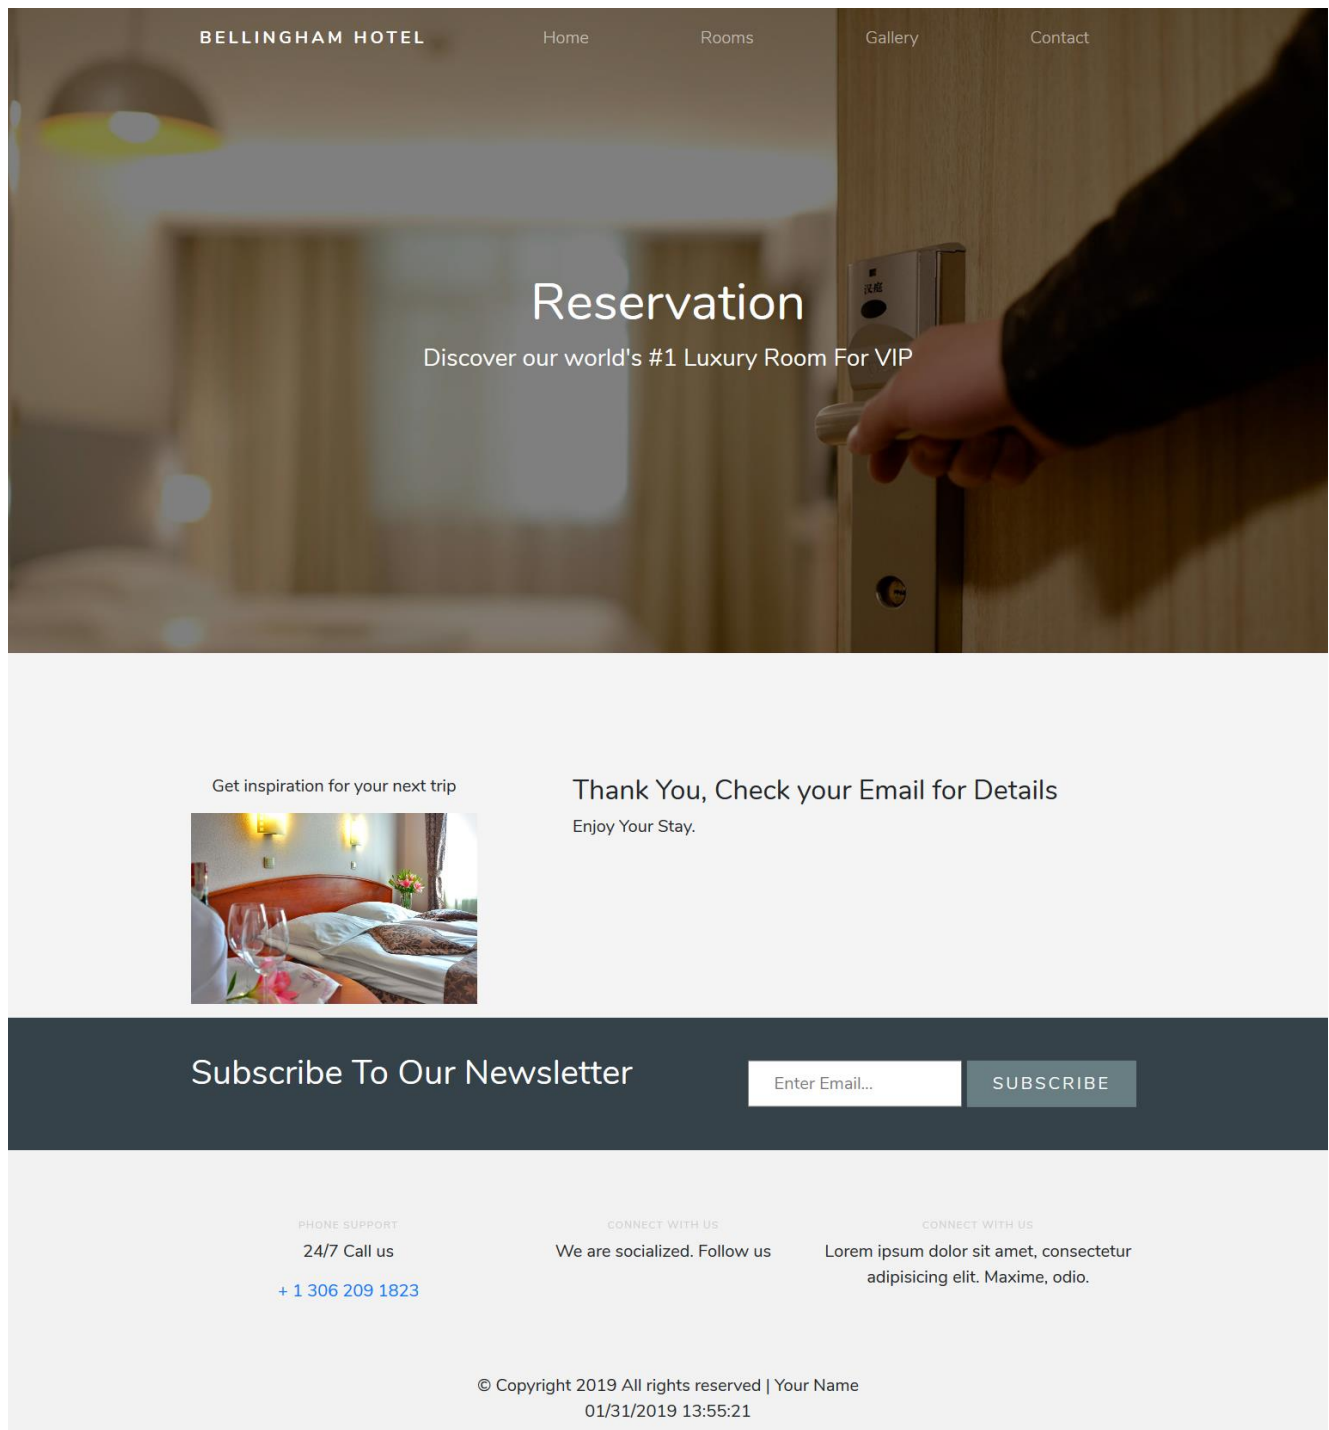 BELLINGHAM HOTEL
Home
Rooms
Gallery
Contact
Reservation
Discover our world's #1 Luxury Room For VIP
Get inspiration for your next trip
Thank You, Check your Email for Details
Enjoy Your Stay.
Subscribe To Our Newsletter
Enter Email...
SUBSCRIBE
PHONE SUPPORT
24/7 Call us
+ 1 306 209 1823
CONNECT WITH US
We are socialized. Follow us
CONNECT WITH US
Lorem ipsum dolor sit amet, consectetur
adipisicing elit. Maxime, odio.
© Copyright 2019 All rights reserved | Your Name
01/31/2019 13:55:21